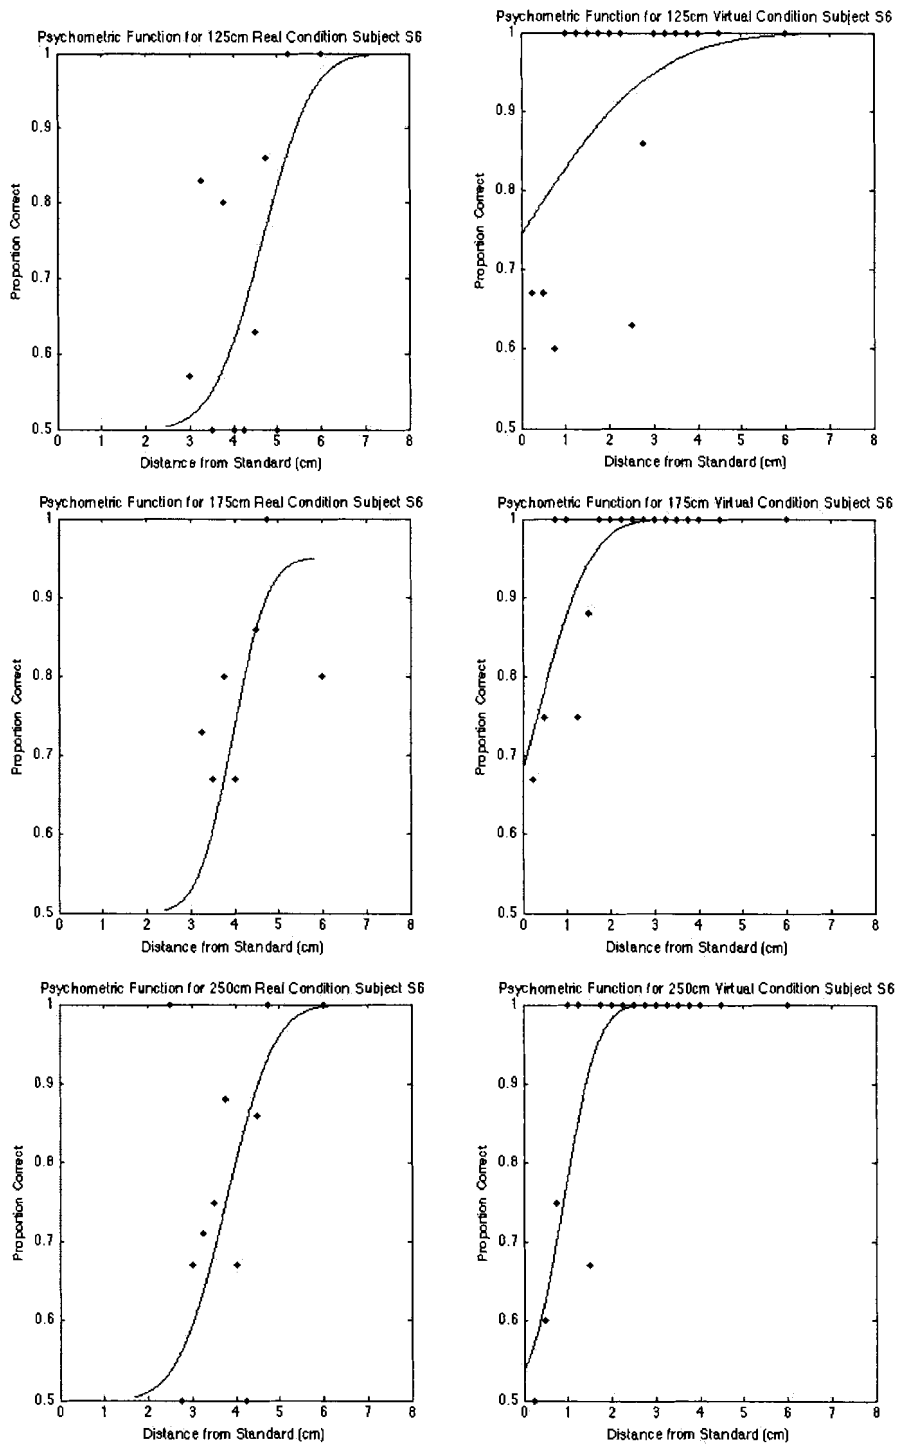 Psychometric Function for 125cm Real Condition Subject S6
1
0.9
0.8
0.7
0.6
0.5
Proportion Correct
0 1 2 3 4 5 6 7 8
Distance from Standard (cm)
Psychometric Function for 125cm Virtual Condition Subject S6
1
0.9
0.8
0.7
0.6
0.5
Proportion Correct
0 1 2 3 4 5 6 7 8
Distance from Standard (cm)
Psychometric Function for 175cm Real Condition Subject S6
1
0.9
0.8
0.7
0.6
0.5
Proportion Correct
0 1 2 3 4 5 6 7 8
Distance from Standard (cm)
Psychometric Function for 175cm Virtual Condition Subject S6
1
0.9
0.8
0.7
0.6
0.5
Proportion Correct
0 1 2 3 4 5 6 7 8
Distance from Standard (cm)
Psychometric Function for 250cm Real Condition Subject S6
1
0.9
0.8
0.7
0.6
0.5
Proportion Correct
0 1 2 3 4 5 6 7 8
Distance from Standard (cm)
Psychometric Function for 250cm Virtual Condition Subject S6
1
0.9
0.8
0.7
0.6
0.5
Proportion Correct
0 1 2 3 4 5 6 7 8
Distance from Standard (cm)